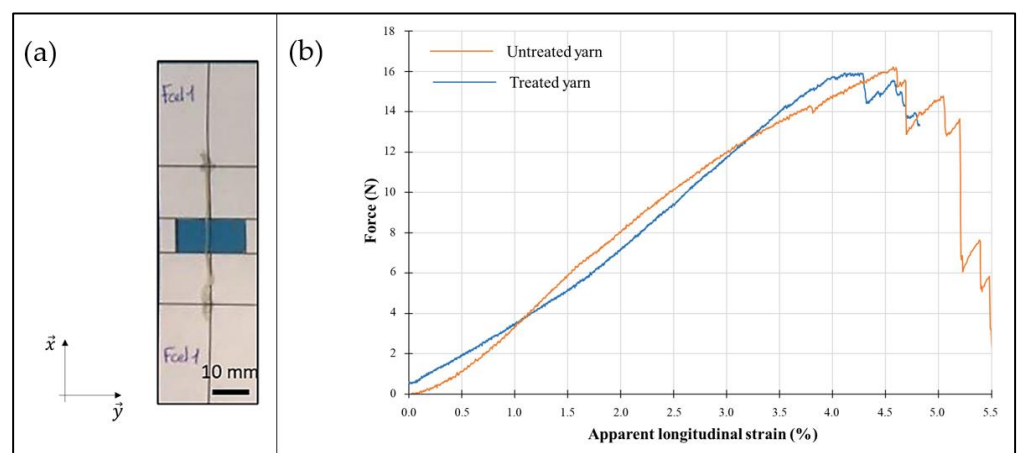 (a)
Fcel1
Fcel1
10 mm
x
y
(b)
Untreated yarn
Treated yarn
Force (N)
18
16
14
12
10
8
6
4
2
0
0.0 0.5 1.0 1.5 2.0 2.5 3.0 3.5 4.0 4.5 5.0 5.5
Apparent longitudinal strain (%)